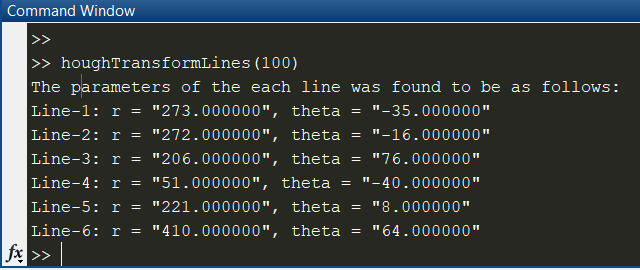 Command Window
>>
>> houghTransformLines(100)
The parameters of the each line was found to be as follows:
Line-1: r = "273.000000", theta = "-35.000000"
Line-2: r = "272.000000", theta = "-16.000000"
Line-3: r = "206.000000", theta = "76.000000"
Line-4: r = "51.000000", theta = "-40.000000"
Line-5: r = "221.000000", theta = "8.000000"
Line-6: r = "410.000000", theta = "64.000000"
fx >>